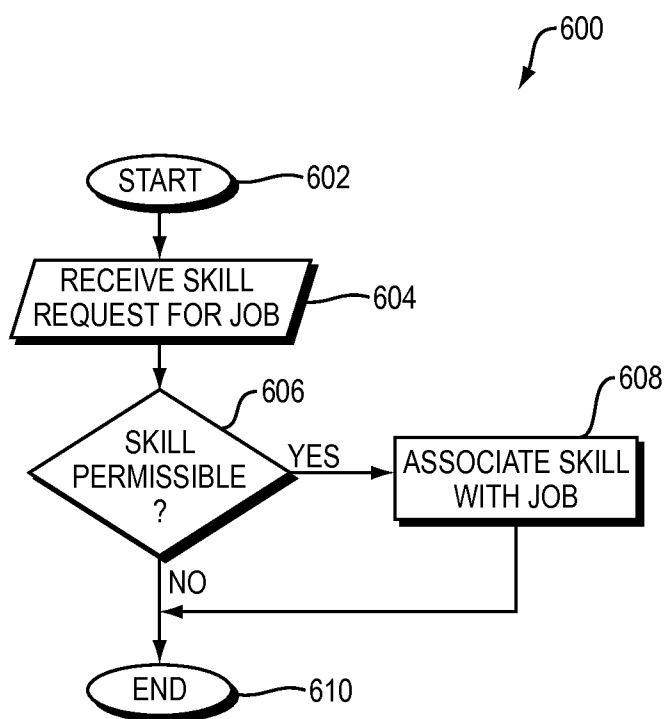 600
START
602
RECEIVE SKILL
REQUEST FOR JOB
604
606
SKILL
PERMISSIBLE
?
YES
608
ASSOCIATE SKILL
WITH JOB
NO
END
610